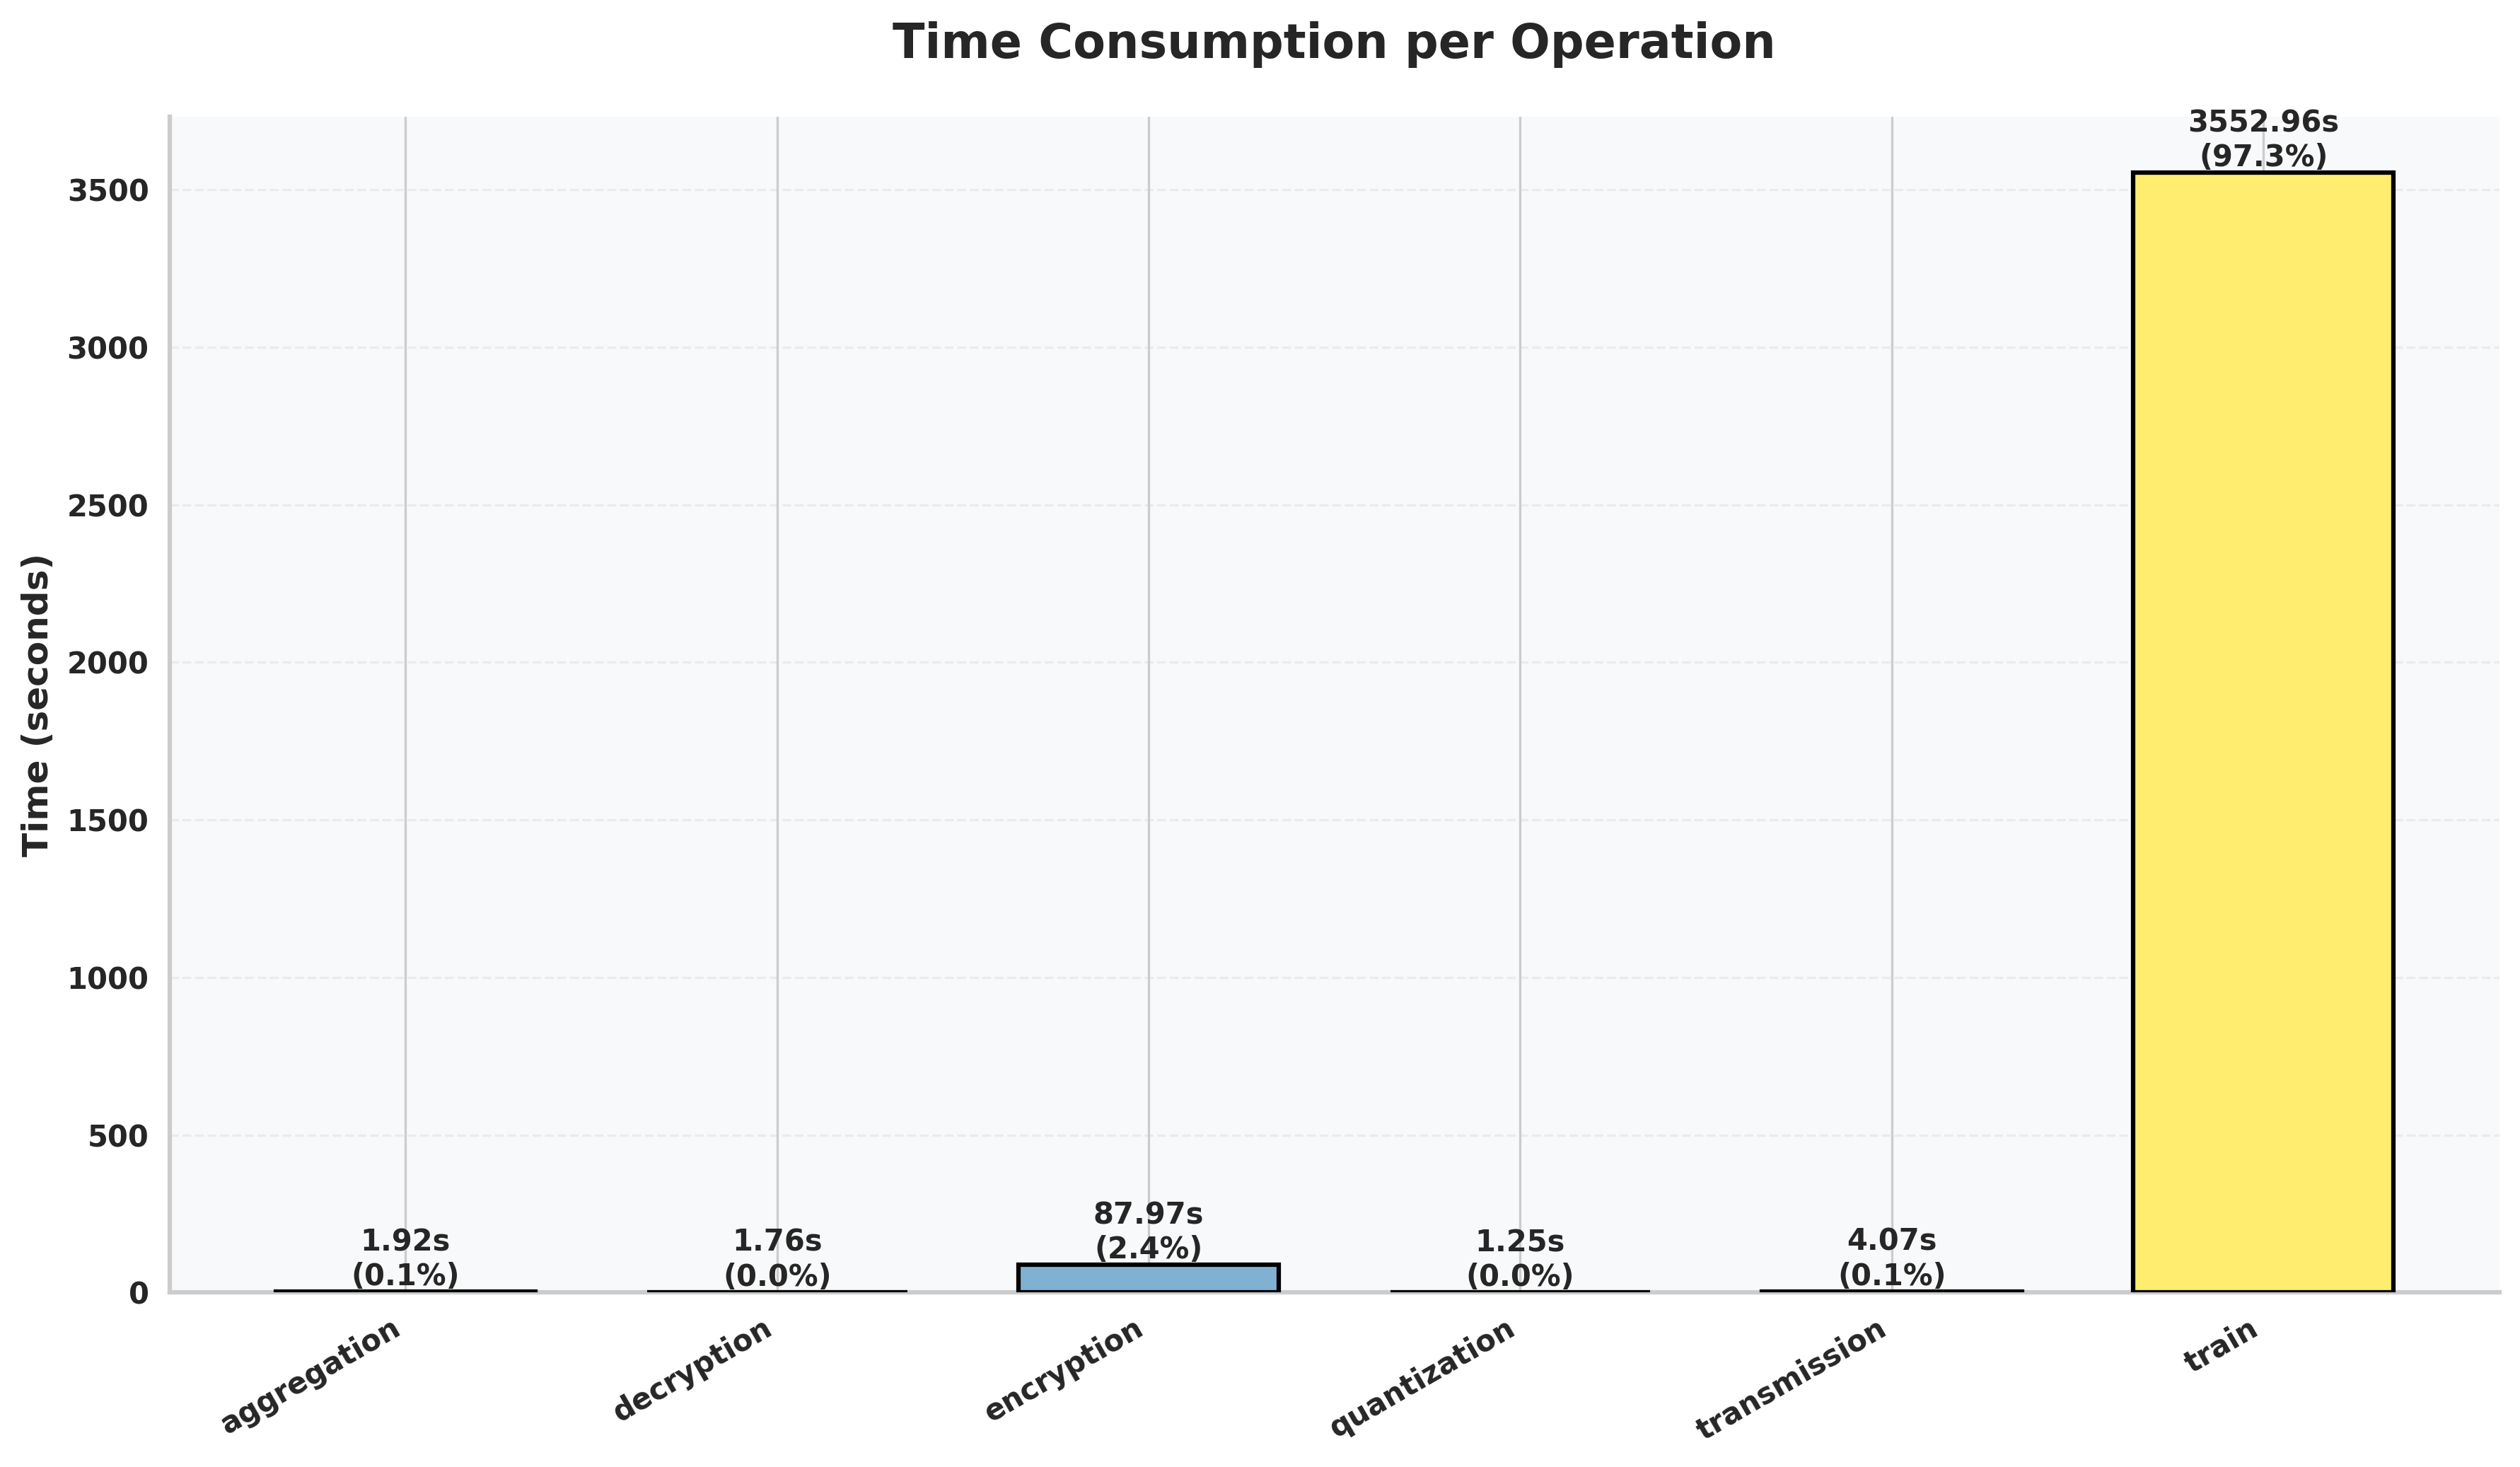 Time Consumption per Operation
Time (seconds)
3500
3000
2500
2000
1500
1000
500
0
1.92s
(0.1%)
1.76s
(0.0%)
87.97s
(2.4%)
1.25s
(0.0%)
4.07s
(0.1%)
3552.96s
(97.3%)
aggregation
decryption
encryption
quantization
transmission
train